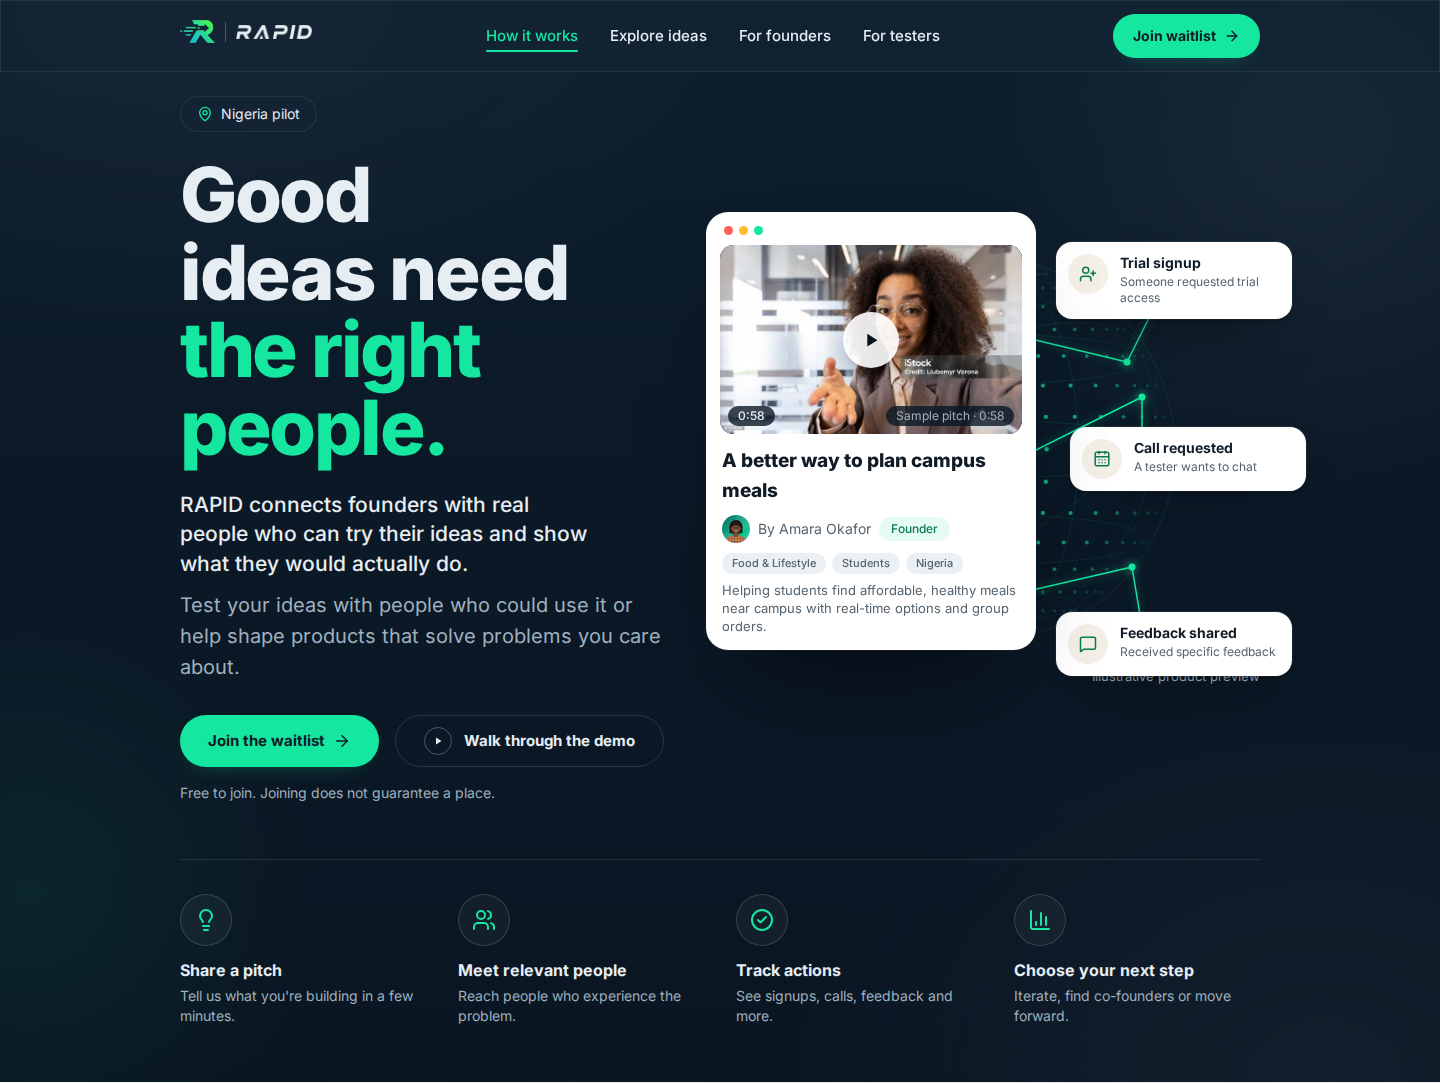 RAPID
How it works
Explore ideas
For founders
For testers
Join waitlist
Nigeria pilot
Good
ideas need
the right
people.
RAPID connects founders with real
people who can try their ideas and show
what they would actually do.
Test your ideas with people who could use it or
help shape products that solve problems you care
about.
Join the waitlist
Walk through the demo
Free to join. Joining does not guarantee a place.
iStock
Credit: Liubomyr Vorona
0:58
Sample pitch · 0:58
A better way to plan campus
meals
By Amara Okafor
Founder
Food & Lifestyle
Students
Nigeria
Helping students find affordable, healthy meals
near campus with real-time options and group
orders.
Trial signup
Someone requested trial
access
Call requested
A tester wants to chat
Feedback shared
Received specific feedback
Illustrative product preview
Share a pitch
Tell us what you're building in a few
minutes.
Meet relevant people
Reach people who experience the
problem.
Track actions
See signups, calls, feedback and
more.
Choose your next step
Iterate, find co-founders or move
forward.